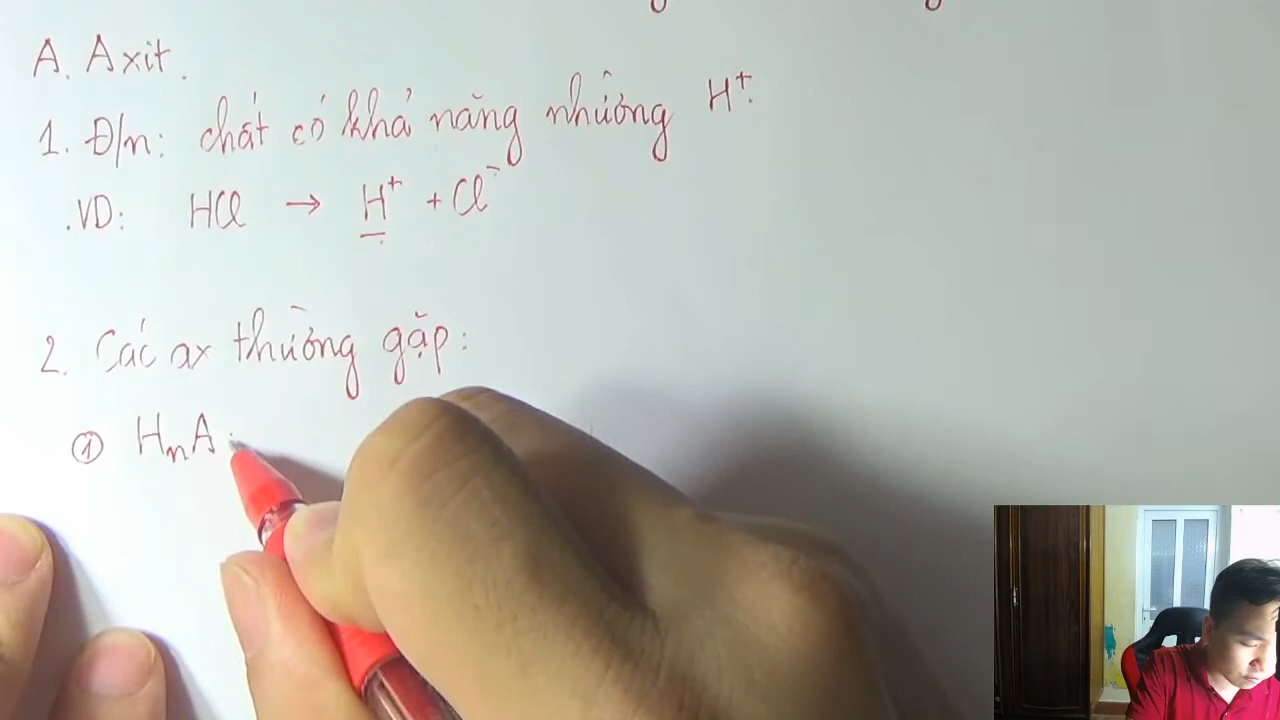 A. Axit.
1. Đ/n: chất có khả năng nhường H⁺.
.VD: HCl → H⁺ + Cl⁻
2. Các ax thường gặp:
① HₙA: